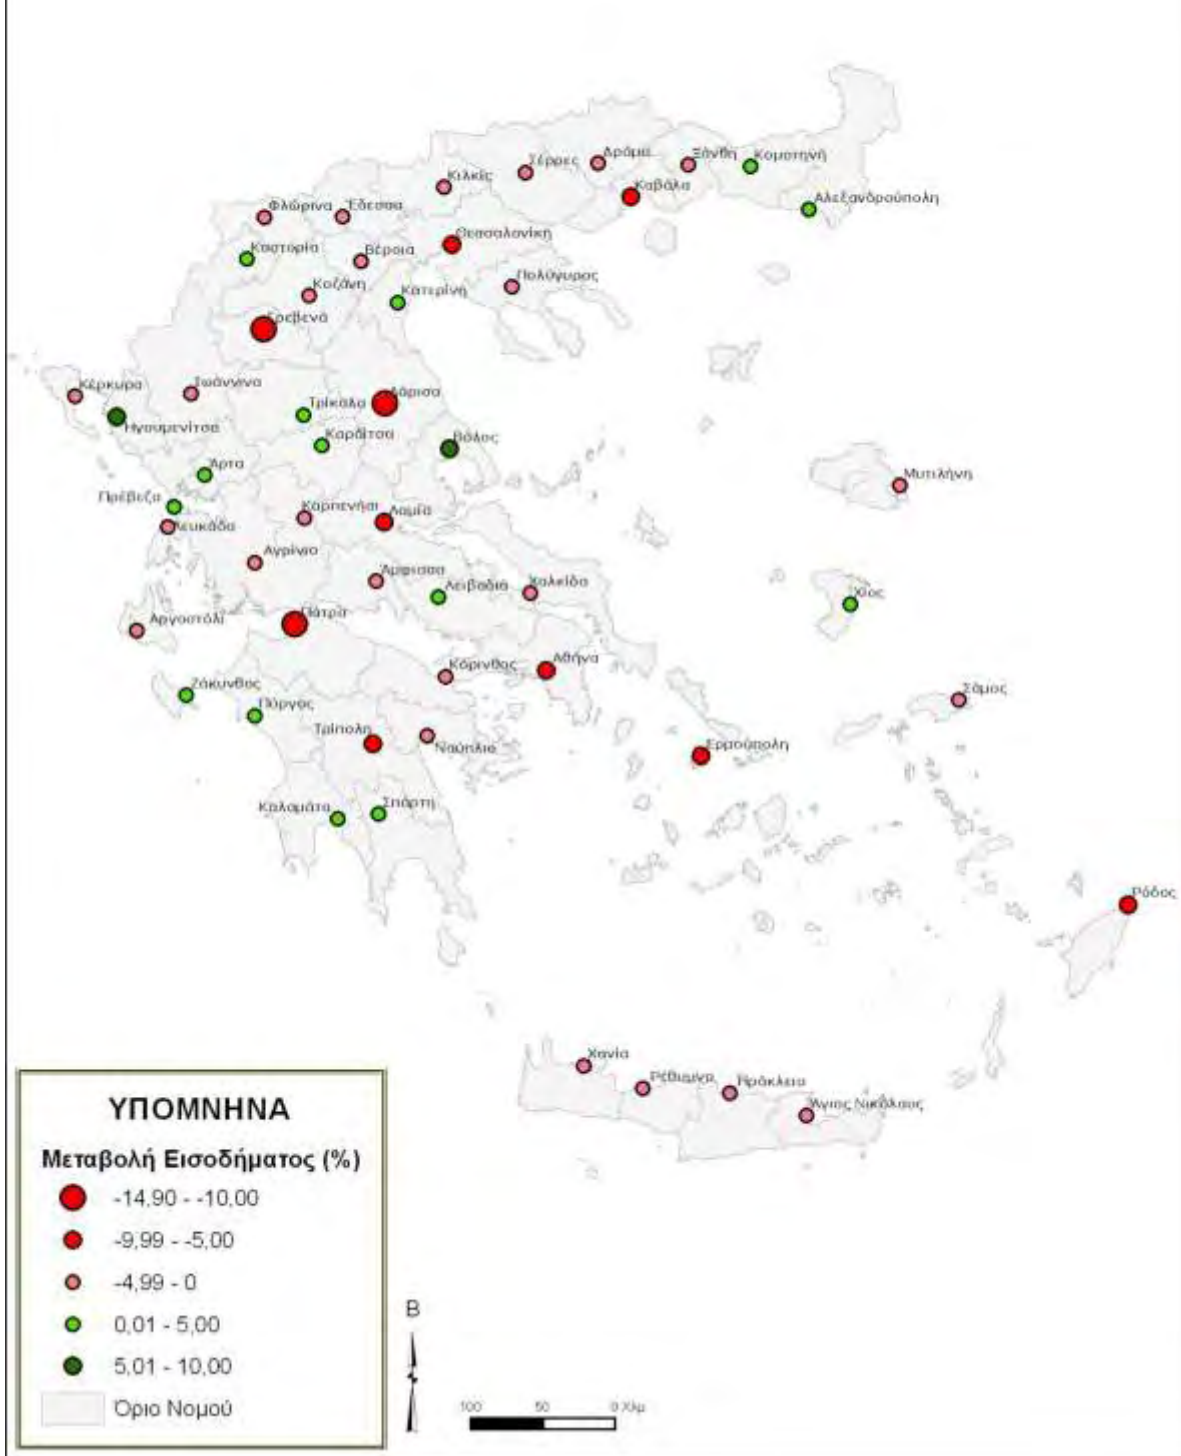 Δράμα
Ξάνθη
Κομοτηνή
Σέρρες
Κιλκίς
Καβάλα
Αλεξανδρούπολη
Φλώρινα
Έδεσσα
Θεσσαλονίκη
Καστοριά
Βέροια
Πολύγυρος
Κοζάνη
Κατερίνη
Γρεβενά
Κέρκυρα
Ιωάννινα
Λάρισα
Τρίκαλα
Ηγουμενίτσα
Καρδίτσα
Βόλος
Άρτα
Μυτιλήνη
Πρέβεζα
Καρπενήσι
Λαμία
Λευκάδα
Αγρίνιο
Άμφισσα
Λειβαδιά
Χαλκίδα
Χίος
Αργοστόλι
Πάτρα
Κόρινθος
Αθήνα
Ζάκυνθος
Σάμος
Πύργος
Τρίπολη
Ναύπλιο
Ερμούπολη
Καλαμάτα
Σπάρτη
Ρόδος
Χανιά
Ρέθυμνο
Ηράκλειο
Άγιος Νικόλαος
ΥΠΟΜΝΗΝΑ
Μεταβολή Εισοδήματος (%)
-14,90 - -10,00
-9,99 - -5,00
-4,99 - 0
0,01 - 5,00
5,01 - 10,00
Όριο Νομού
Β
100 50 0 Χλμ